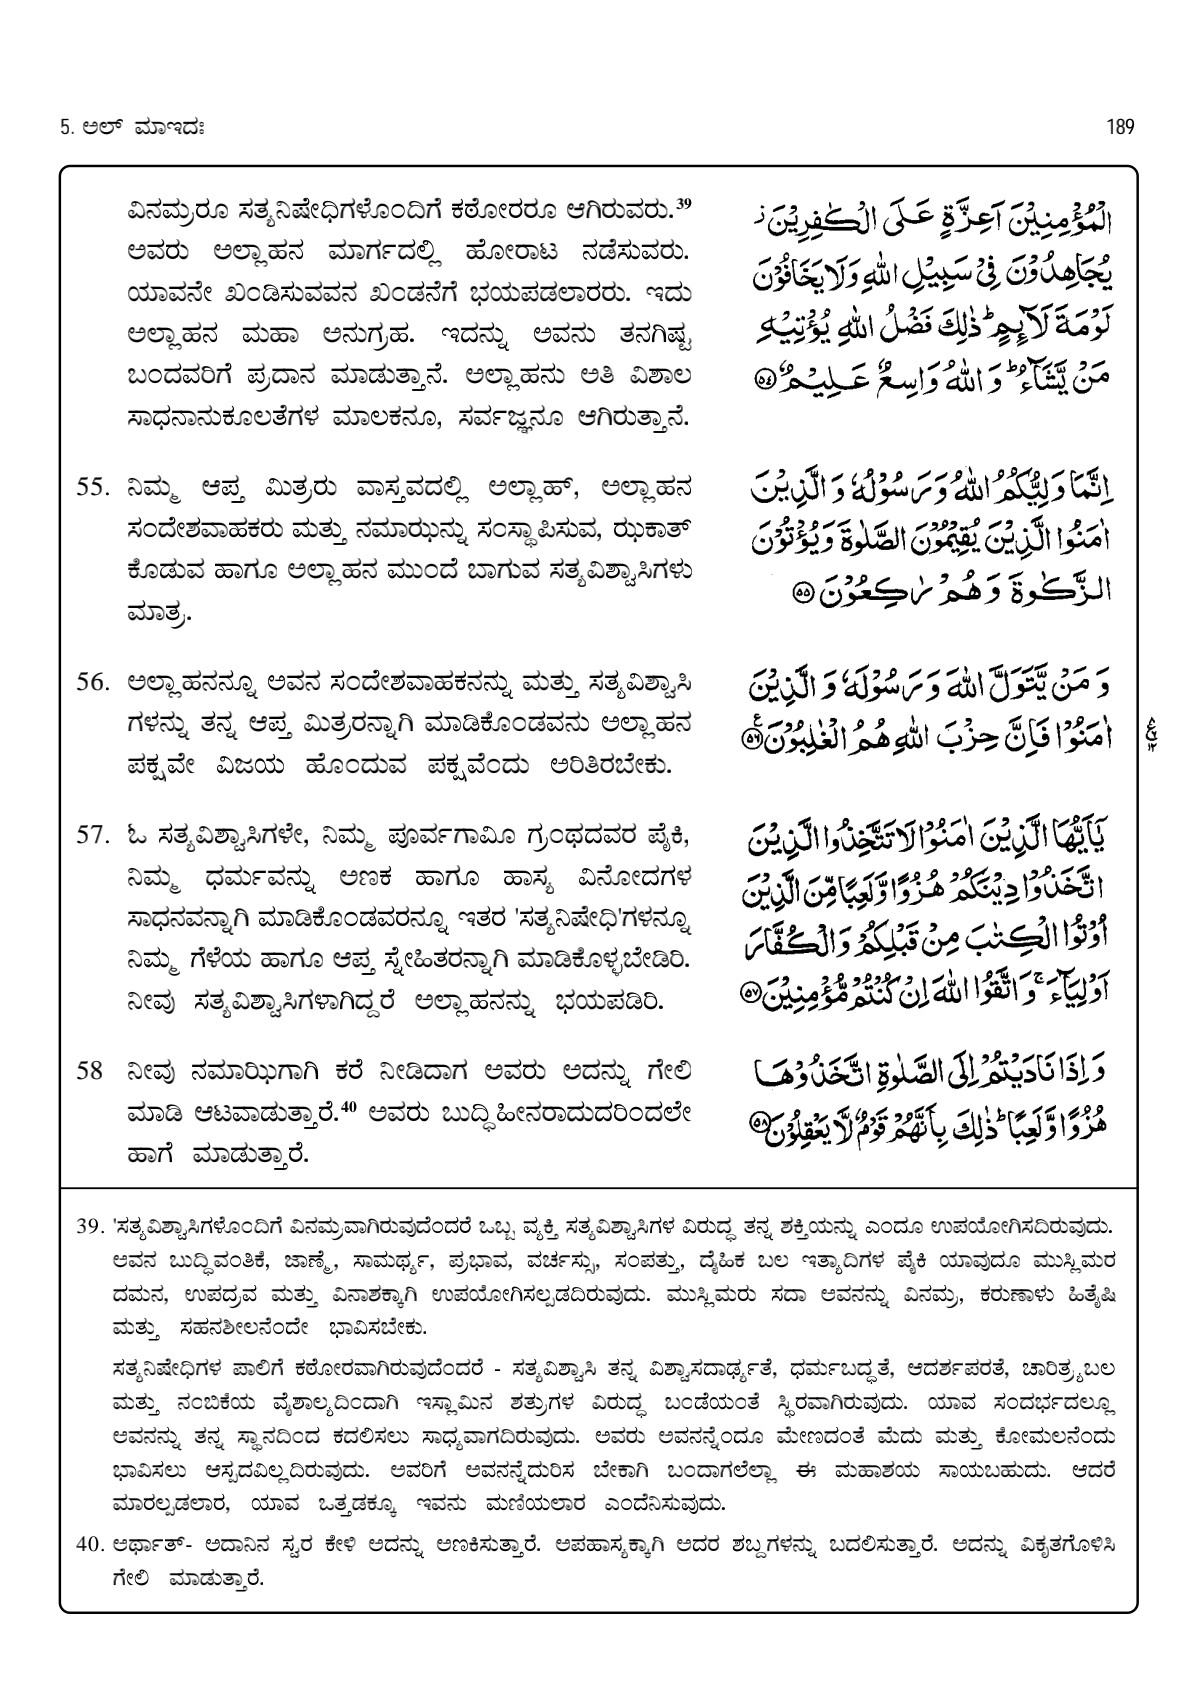 5. ಅಲ್ ಮಾಇದಃ
189
ವಿನಮ್ರರೂ ಸತ್ಯನಿಷೇಧಿಗಳೊಂದಿಗೆ ಕಠೋರರೂ ಆಗಿರುವರು.39
ಅವರು ಅಲ್ಲಾಹನ ಮಾರ್ಗದಲ್ಲಿ ಹೋರಾಟ ನಡೆಸುವರು.
ಯಾವನೇ ಖಂಡಿಸುವವನ ಖಂಡನೆಗೆ ಭಯಪಡಲಾರರು. ಇದು
ಅಲ್ಲಾಹನ ಮಹಾ ಅನುಗ್ರಹ. ಇದನ್ನು ಅವನು ತನಗಿಷ್ಟ
ಬಂದವರಿಗೆ ಪ್ರದಾನ ಮಾಡುತ್ತಾನೆ. ಅಲ್ಲಾಹನು ಅತಿ ವಿಶಾಲ
ಸಾಧನಾನುಕೂಲತೆಗಳ ಮಾಲಕನೂ, ಸರ್ವಜ್ಞನೂ ಆಗಿರುತ್ತಾನೆ.
الْمُؤْمِنِيْنَ اَعِزَّةٍ عَلَى الْكٰفِرِيْنَ ز
يُجَاهِدُوْنَ فِيْ سَبِيْلِ اللّٰهِ وَلَا يَخَافُوْنَ
لَوْمَةَ لَآئِمٍ ؕ ذٰلِكَ فَضْلُ اللّٰهِ يُؤْتِيْهِ
مَنْ يَّشَآءُ ؕ وَ اللّٰهُ وَاسِعٌ عَلِيْمٌ ۝۵۴
55. ನಿಮ್ಮ ಆಪ್ತ ಮಿತ್ರರು ವಾಸ್ತವದಲ್ಲಿ ಅಲ್ಲಾಹ್, ಅಲ್ಲಾಹನ
ಸಂದೇಶವಾಹಕರು ಮತ್ತು ನಮಾಝನ್ನು ಸಂಸ್ಥಾಪಿಸುವ, ಝಕಾತ್
ಕೊಡುವ ಹಾಗೂ ಅಲ್ಲಾಹನ ಮುಂದೆ ಬಾಗುವ ಸತ್ಯವಿಶ್ವಾಸಿಗಳು
ಮಾತ್ರ.
اِنَّمَا وَلِيُّكُمُ اللّٰهُ وَ رَسُوْلُهٗ وَ الَّذِيْنَ
اٰمَنُوا الَّذِيْنَ يُقِيْمُوْنَ الصَّلٰوةَ وَ يُؤْتُوْنَ
الزَّكٰوةَ وَ هُمْ رٰكِعُوْنَ ۝۵۵
56. ಅಲ್ಲಾಹನನ್ನೂ ಅವನ ಸಂದೇಶವಾಹಕನನ್ನು ಮತ್ತು ಸತ್ಯವಿಶ್ವಾಸಿ
ಗಳನ್ನು ತನ್ನ ಆಪ್ತ ಮಿತ್ರರನ್ನಾಗಿ ಮಾಡಿಕೊಂಡವನು ಅಲ್ಲಾಹನ
ಪಕ್ಷವೇ ವಿಜಯ ಹೊಂದುವ ಪಕ್ಷವೆಂದು ಅರಿತಿರಬೇಕು.
وَ مَنْ يَّتَوَلَّ اللّٰهَ وَ رَسُوْلَهٗ وَ الَّذِيْنَ
اٰمَنُوْا فَاِنَّ حِزْبَ اللّٰهِ هُمُ الْغٰلِبُوْنَ ۝۵۶
57. ಓ ಸತ್ಯವಿಶ್ವಾಸಿಗಳೇ, ನಿಮ್ಮ ಪೂರ್ವಗಾಮೀ ಗ್ರಂಥದವರ ಪೈಕಿ,
ನಿಮ್ಮ ಧರ್ಮವನ್ನು ಅಣಕ ಹಾಗೂ ಹಾಸ್ಯ ವಿನೋದಗಳ
ಸಾಧನವನ್ನಾಗಿ ಮಾಡಿಕೊಂಡವರನ್ನೂ ಇತರ 'ಸತ್ಯನಿಷೇಧಿ'ಗಳನ್ನೂ
ನಿಮ್ಮ ಗೆಳೆಯ ಹಾಗೂ ಆಪ್ತ ಸ್ನೇಹಿತರನ್ನಾಗಿ ಮಾಡಿಕೊಳ್ಳಬೇಡಿರಿ.
ನೀವು ಸತ್ಯವಿಶ್ವಾಸಿಗಳಾಗಿದ್ದರೆ ಅಲ್ಲಾಹನನ್ನು ಭಯಪಡಿರಿ.
يٰۤاَيُّهَا الَّذِيْنَ اٰمَنُوْا لَا تَتَّخِذُوا الَّذِيْنَ
اتَّخَذُوْا دِيْنَكُمْ هُزُوًا وَّ لَعِبًا مِّنَ الَّذِيْنَ
اُوْتُوا الْكِتٰبَ مِنْ قَبْلِكُمْ وَ الْكُفَّارَ
اَوْلِيَآءَ ۚ وَ اتَّقُوا اللّٰهَ اِنْ كُنْتُمْ مُّؤْمِنِيْنَ ۝۵۷
58 ನೀವು ನಮಾಝಿಗಾಗಿ ಕರೆ ನೀಡಿದಾಗ ಅವರು ಅದನ್ನು ಗೇಲಿ
ಮಾಡಿ ಆಟವಾಡುತ್ತಾರೆ.40 ಅವರು ಬುದ್ಧಿಹೀನರಾದುದರಿಂದಲೇ
ಹಾಗೆ ಮಾಡುತ್ತಾರೆ.
وَ اِذَا نَادَيْتُمْ اِلَى الصَّلٰوةِ اتَّخَذُوْهَا
هُزُوًا وَّ لَعِبًا ؕ ذٰلِكَ بِاَنَّهُمْ قَوْمٌ لَّا يَعْقِلُوْنَ ۝۵۸
39. 'ಸತ್ಯವಿಶ್ವಾಸಿಗಳೊಂದಿಗೆ ವಿನಮ್ರವಾಗಿರುವುದೆಂದರೆ ಒಬ್ಬ ವ್ಯಕ್ತಿ ಸತ್ಯವಿಶ್ವಾಸಿಗಳ ವಿರುದ್ಧ ತನ್ನ ಶಕ್ತಿಯನ್ನು ಎಂದೂ ಉಪಯೋಗಿಸದಿರುವುದು.
ಅವನ ಬುದ್ಧಿವಂತಿಕೆ, ಜಾಣ್ಮೆ, ಸಾಮರ್ಥ್ಯ, ಪ್ರಭಾವ, ವರ್ಚಸ್ಸು, ಸಂಪತ್ತು, ದೈಹಿಕ ಬಲ ಇತ್ಯಾದಿಗಳ ಪೈಕಿ ಯಾವುದೂ ಮುಸ್ಲಿಮರ
ದಮನ, ಉಪದ್ರವ ಮತ್ತು ವಿನಾಶಕ್ಕಾಗಿ ಉಪಯೋಗಿಸಲ್ಪಡದಿರುವುದು. ಮುಸ್ಲಿಮರು ಸದಾ ಅವನನ್ನು ವಿನಮ್ರ, ಕರುಣಾಳು ಹಿತೈಷಿ
ಮತ್ತು ಸಹನಶೀಲನೆಂದೇ ಭಾವಿಸಬೇಕು.
ಸತ್ಯನಿಷೇಧಿಗಳ ಪಾಲಿಗೆ ಕಠೋರವಾಗಿರುವುದೆಂದರೆ - ಸತ್ಯವಿಶ್ವಾಸಿ ತನ್ನ ವಿಶ್ವಾಸದಾರ್ಢ್ಯತೆ, ಧರ್ಮಬದ್ಧತೆ, ಆದರ್ಶಪರತೆ, ಚಾರಿತ್ರ್ಯಬಲ
ಮತ್ತು ನಂಬಿಕೆಯ ವೈಶಾಲ್ಯದಿಂದಾಗಿ ಇಸ್ಲಾಮಿನ ಶತ್ರುಗಳ ವಿರುದ್ಧ ಬಂಡೆಯಂತೆ ಸ್ಥಿರವಾಗಿರುವುದು. ಯಾವ ಸಂದರ್ಭದಲ್ಲೂ
ಅವನನ್ನು ತನ್ನ ಸ್ಥಾನದಿಂದ ಕದಲಿಸಲು ಸಾಧ್ಯವಾಗದಿರುವುದು. ಅವರು ಅವನನ್ನೆಂದೂ ಮೇಣದಂತೆ ಮೆದು ಮತ್ತು ಕೋಮಲನೆಂದು
ಭಾವಿಸಲು ಆಸ್ಪದವಿಲ್ಲದಿರುವುದು. ಅವರಿಗೆ ಅವನನ್ನೆದುರಿಸ ಬೇಕಾಗಿ ಬಂದಾಗಲೆಲ್ಲಾ ಈ ಮಹಾಶಯ ಸಾಯಬಹುದು. ಆದರೆ
ಮಾರಲ್ಪಡಲಾರ, ಯಾವ ಒತ್ತಡಕ್ಕೂ ಇವನು ಮಣಿಯಲಾರ ಎಂದೆನಿಸುವುದು.
40. ಅರ್ಥಾತ್- ಅದಾನಿನ ಸ್ವರ ಕೇಳಿ ಅದನ್ನು ಅಣಕಿಸುತ್ತಾರೆ. ಅಪಹಾಸ್ಯಕ್ಕಾಗಿ ಅದರ ಶಬ್ದಗಳನ್ನು ಬದಲಿಸುತ್ತಾರೆ. ಅದನ್ನು ವಿಕೃತಗೊಳಿಸಿ
ಗೇಲಿ ಮಾಡುತ್ತಾರೆ.